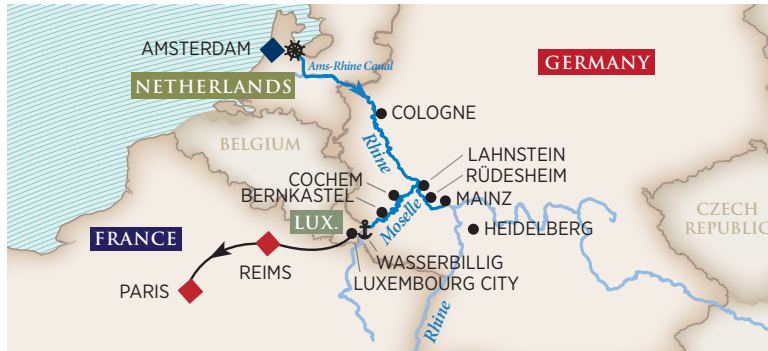 AMSTERDAM
Ams-Rhine Canal
GERMANY
NETHERLANDS
COLOGNE
BELGIUM
Rhine
LAHNSTEIN
RÜDESHEIM
COCHEM
BERNKASTEL
MAINZ
Moselle
CZECH
REPUBLIC
LUX.
HEIDELBERG
FRANCE
WASSERBILLIG
REIMS
LUXEMBOURG CITY
PARIS
Rhine